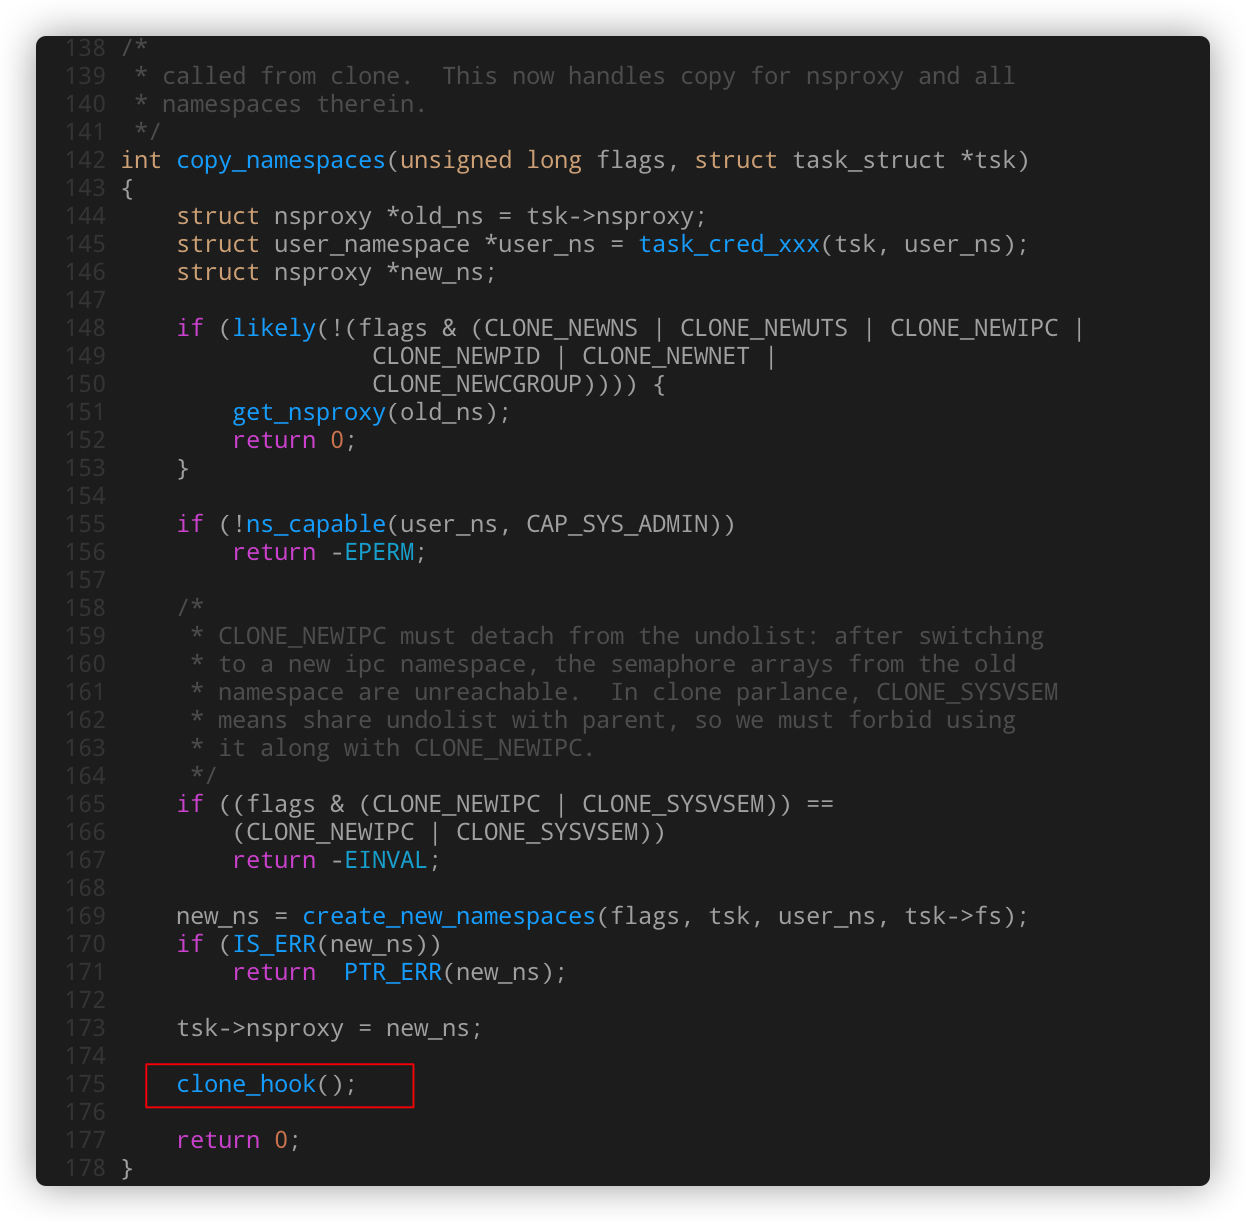 138 /*
139  * called from clone.  This now handles copy for nsproxy and all
140  * namespaces therein.
141  */
142 int copy_namespaces(unsigned long flags, struct task_struct *tsk)
143 {
144     struct nsproxy *old_ns = tsk->nsproxy;
145     struct user_namespace *user_ns = task_cred_xxx(tsk, user_ns);
146     struct nsproxy *new_ns;
147
148     if (likely(!(flags & (CLONE_NEWNS | CLONE_NEWUTS | CLONE_NEWIPC |
149                   CLONE_NEWPID | CLONE_NEWNET |
150                   CLONE_NEWCGROUP)))) {
151         get_nsproxy(old_ns);
152         return 0;
153     }
154
155     if (!ns_capable(user_ns, CAP_SYS_ADMIN))
156         return -EPERM;
157
158     /*
159      * CLONE_NEWIPC must detach from the undolist: after switching
160      * to a new ipc namespace, the semaphore arrays from the old
161      * namespace are unreachable.  In clone parlance, CLONE_SYSVSEM
162      * means share undolist with parent, so we must forbid using
163      * it along with CLONE_NEWIPC.
164      */
165     if ((flags & (CLONE_NEWIPC | CLONE_SYSVSEM)) ==
166         (CLONE_NEWIPC | CLONE_SYSVSEM))
167         return -EINVAL;
168
169     new_ns = create_new_namespaces(flags, tsk, user_ns, tsk->fs);
170     if (IS_ERR(new_ns))
171         return  PTR_ERR(new_ns);
172
173     tsk->nsproxy = new_ns;
174
175     clone_hook();
176
177     return 0;
178 }